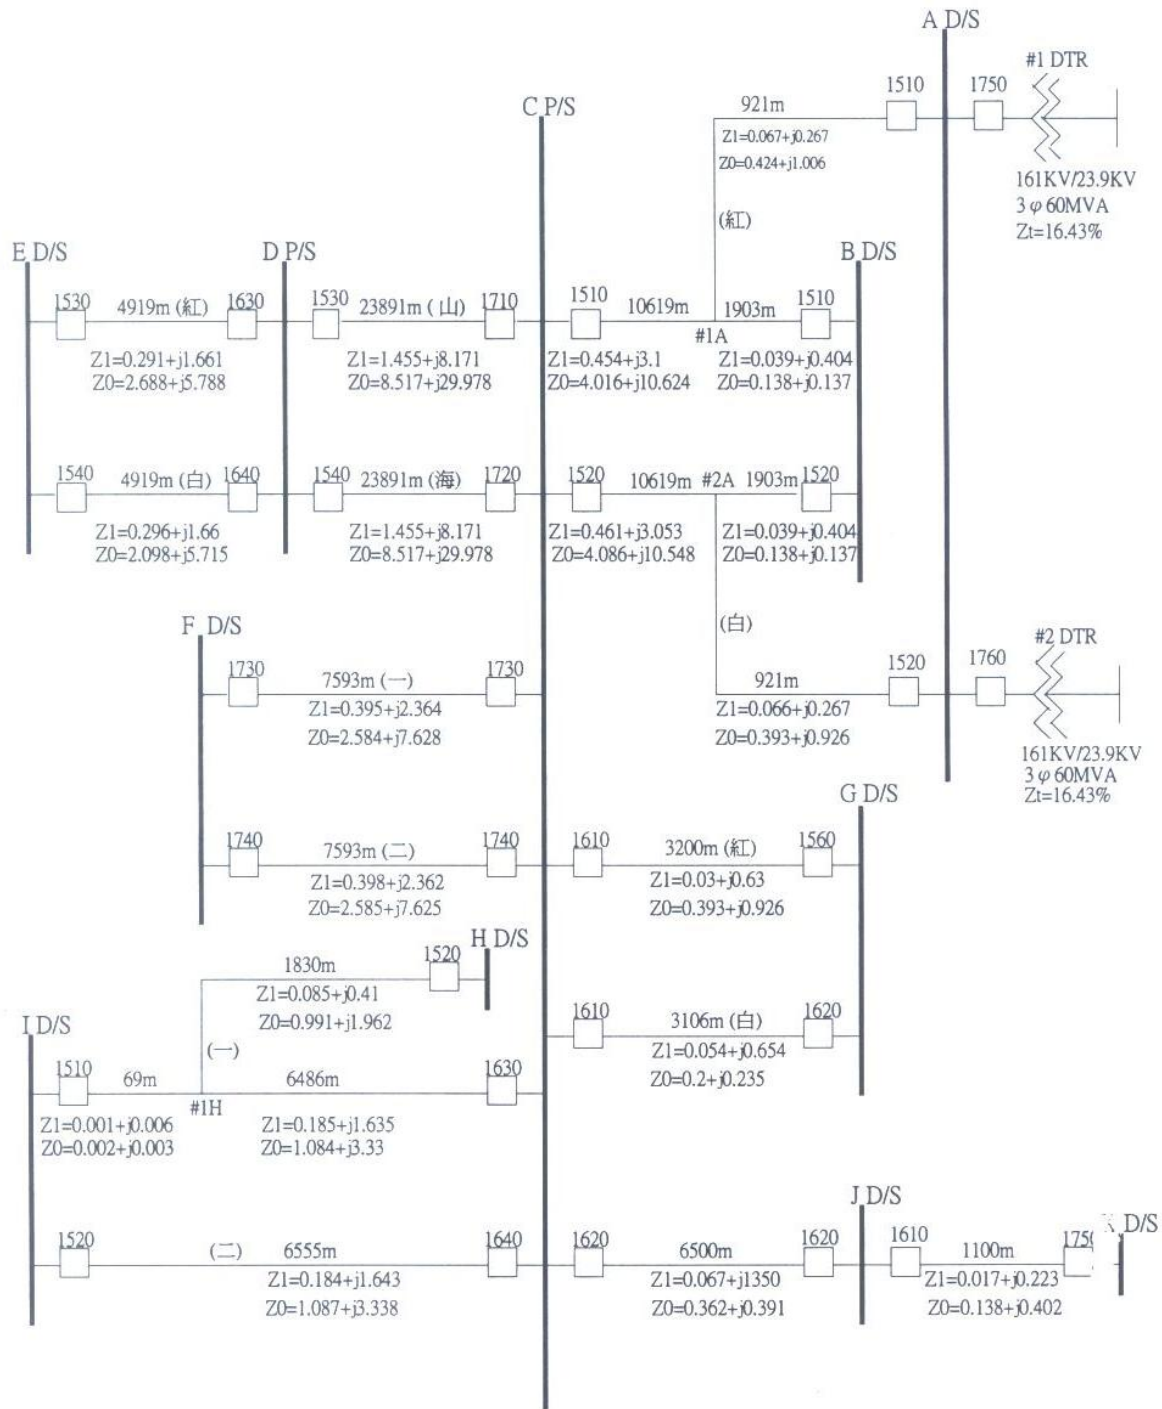 A D/S
#1 DTR
1510
1750
921m
Z1=0.067+j0.267
Z0=0.424+j1.006
(紅)
161KV/23.9KV
3φ60MVA
Zt=16.43%
C P/S
E D/S
D P/S
B D/S
1530
4919m (紅)
1630
1530
23891m (山)
1710
1510
10619m
1903m
1510
#1A
Z1=0.291+j1.661
Z0=2.688+j5.788
Z1=1.455+j8.171
Z0=8.517+j29.978
Z1=0.454+j3.1
Z0=4.016+j10.624
Z1=0.039+j0.404
Z0=0.138+j0.137
1540
4919m (白)
1640
1540
23891m (海)
1720
1520
10619m
#2A
1903m
1520
Z1=0.296+j1.66
Z0=2.098+j5.715
Z1=1.455+j8.171
Z0=8.517+j29.978
Z1=0.461+j3.053
Z0=4.086+j10.548
Z1=0.039+j0.404
Z0=0.138+j0.137
(白)
F D/S
1730
7593m (一)
1730
Z1=0.395+j2.364
Z0=2.584+j7.628
921m
1520
1760
#2 DTR
Z1=0.066+j0.267
Z0=0.393+j0.926
161KV/23.9KV
3φ60MVA
Zt=16.43%
G D/S
1740
7593m (二)
1740
Z1=0.398+j2.362
Z0=2.585+j7.625
1610
3200m (紅)
1560
Z1=0.03+j0.63
Z0=0.393+j0.926
H D/S
1830m
1520
Z1=0.085+j0.41
Z0=0.991+j1.962
1610
3106m (白)
1620
Z1=0.054+j0.654
Z0=0.2+j0.235
I D/S
(一)
1510
69m
#1H
6486m
1630
Z1=0.001+j0.006
Z0=0.002+j0.003
Z1=0.185+j1.635
Z0=1.084+j3.33
1520
(二)
6555m
1640
Z1=0.184+j1.643
Z0=1.087+j3.338
J D/S
D/S
1620
6500m
1620
1610
1100m
Z1=0.067+j1350
Z0=0.362+j0.391
Z1=0.017+j0.223
Z0=0.138+j0.402